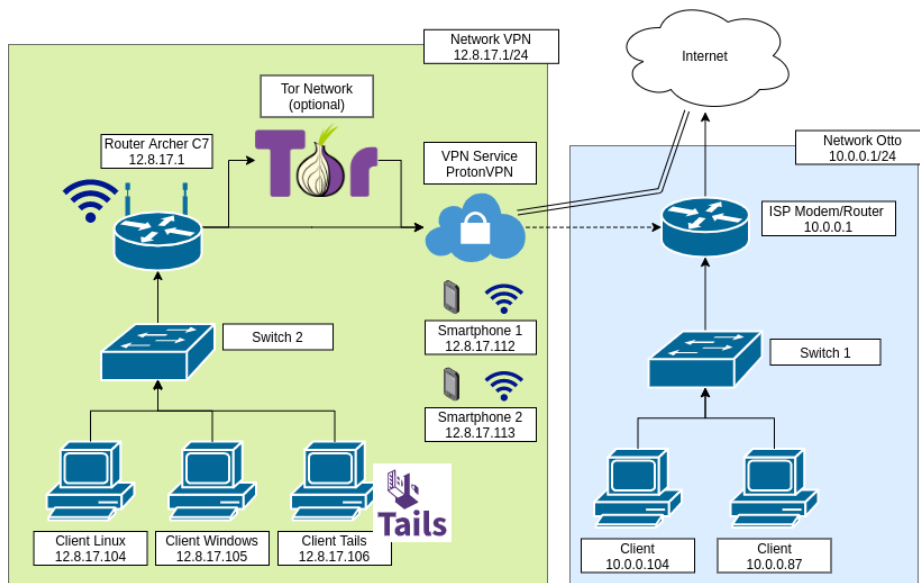 Network VPN
12.8.17.1/24
Internet
Tor Network
(optional)
Router Archer C7
12.8.17.1
Tor
VPN Service
ProtonVPN
Network Otto
10.0.0.1/24
ISP Modem/Router
10.0.0.1
Smartphone 1
12.8.17.112
Switch 2
Switch 1
Smartphone 2
12.8.17.113
Tails
Client Linux
12.8.17.104
Client Windows
12.8.17.105
Client Tails
12.8.17.106
Client
10.0.0.104
Client
10.0.0.87